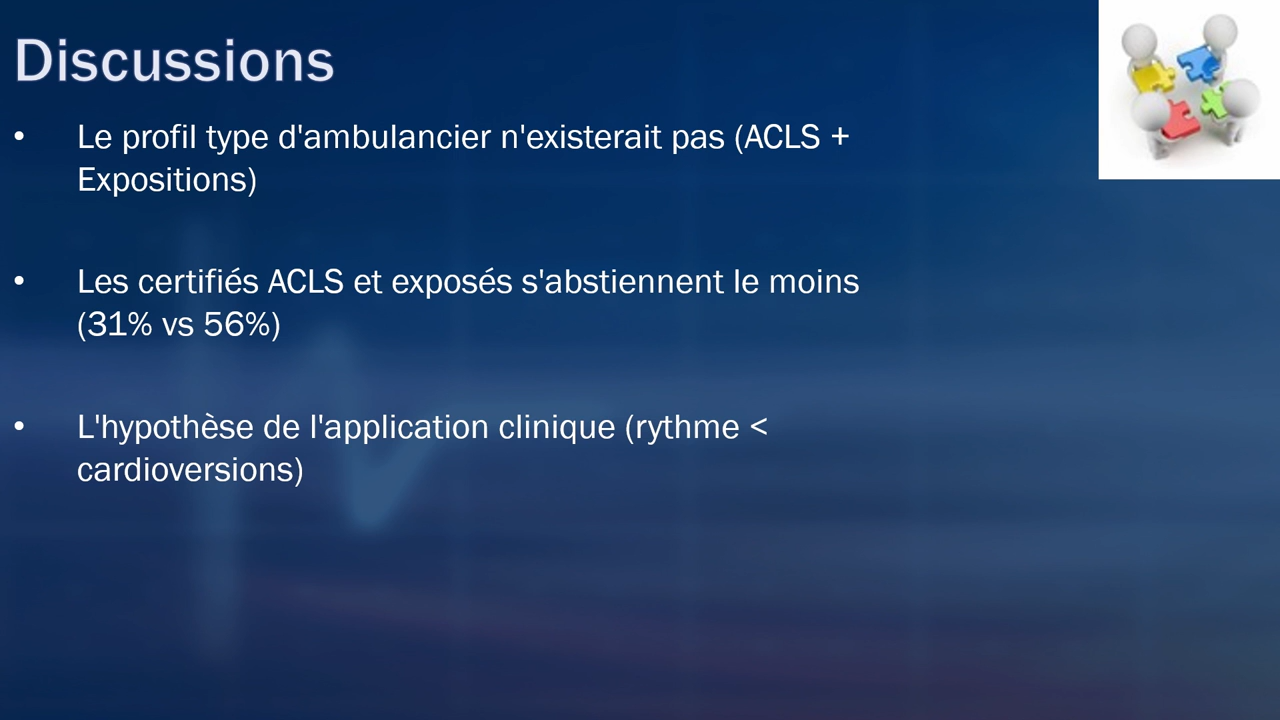 Discussions
• Le profil type d'ambulancier n'existerait pas (ACLS +
Expositions)
• Les certifiés ACLS et exposés s'abstiennent le moins
(31% vs 56%)
• L'hypothèse de l'application clinique (rythme <
cardioversions)